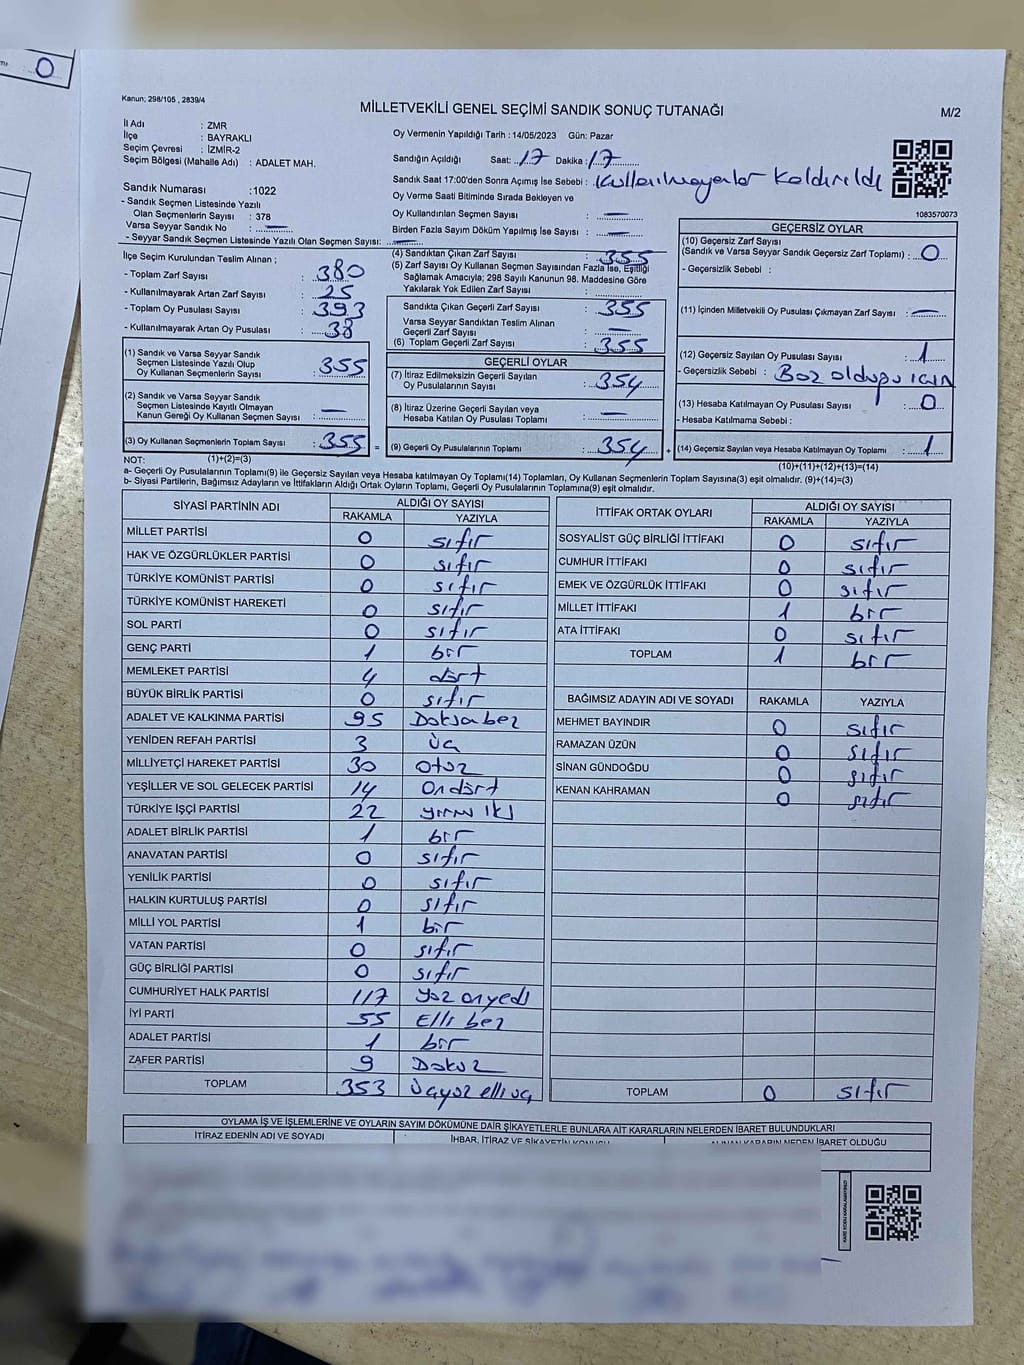 0
Kanun; 298/105 , 2839/4
MİLLETVEKİLİ GENEL SEÇİMİ SANDIK SONUÇ TUTANAĞI
M/2
İl Adı : ZMR
İlçe : BAYRAKLI
Seçim Çevresi : İZMİR-2
Seçim Bölgesi (Mahalle Adı) : ADALET MAH.
Oy Vermenin Yapıldığı Tarih : 14/05/2023 Gün: Pazar
Sandığın Açıldığı Saat: 17 Dakika : 17
Sandık Saat 17:00'den Sonra Açımış İse Sebebi : Kullanılmayanlar Kaldırıldı
Oy Verme Saati Bitiminde Sırada Bekleyen ve
Oy Kullandırılan Seçmen Sayısı : —
Birden Fazla Sayım Döküm Yapılmış İse Sayısı : —
1083570073
Sandık Numarası :1022
- Sandık Seçmen Listesinde Yazılı
Olan Seçmenlerin Sayısı : 378
Varsa Seyyar Sandık No : —
- Seyyar Sandık Seçmen Listesinde Yazılı Olan Seçmen Sayısı: —
İlçe Seçim Kurulundan Teslim Alınan ;
- Toplam Zarf Sayısı : 380
- Kullanılmayarak Artan Zarf Sayısı : 25
- Toplam Oy Pusulası Sayısı : 393
- Kullanılmayarak Artan Oy Pusulası : 38
(1) Sandık ve Varsa Seyyar Sandık
Seçmen Listesinde Yazılı Olup
Oy Kullanan Seçmenlerin Sayısı : 355
(2) Sandık ve Varsa Seyyar Sandık
Seçmen Listesinde Kayıtlı Olmayan
Kanun Gereği Oy Kullanan Seçmen Sayısı : —
(3) Oy Kullanan Seçmenlerin Toplam Sayısı : 355 =
(4) Sandıktan Çıkan Zarf Sayısı : 355
(5) Zarf Sayısı Oy Kullanan Seçmen Sayısından Fazla İse, Eşitliği
Sağlamak Amacıyla; 298 Sayılı Kanunun 98. Maddesine Göre
Yakılarak Yok Edilen Zarf Sayısı :
Sandıkta Çıkan Geçerli Zarf Sayısı : 355
Varsa Seyyar Sandıktan Teslim Alınan
Geçerli Zarf Sayısı : —
(6) Toplam Geçerli Zarf Sayısı : 355
GEÇERLİ OYLAR
(7) İtiraz Edilmeksizin Geçerli Sayılan
Oy Pusulalarının Sayısı : 354
(8) İtiraz Üzerine Geçerli Sayılan veya
Hesaba Katılan Oy Pusulası Toplamı : —
(9) Geçerli Oy Pusulalarının Toplamı : 354 +
GEÇERSİZ OYLAR
(10) Geçersiz Zarf Sayısı
(Sandık ve Varsa Seyyar Sandık Geçersiz Zarf Toplamı) : 0
- Geçersizlik Sebebi :
(11) İçinden Milletvekili Oy Pusulası Çıkmayan Zarf Sayısı : —
(12) Geçersiz Sayılan Oy Pusulası Sayısı : 1
- Geçersizlik Sebebi : Boz olduğu için
(13) Hesaba Katılmayan Oy Pusulası Sayısı : 0
- Hesaba Katılmama Sebebi :
(14) Geçersiz Sayılan veya Hesaba Katılmayan Oy Toplamı : 1
NOT: (1)+(2)=(3)
(10)+(11)+(12)+(13)=(14)
a- Geçerli Oy Pusulalarının Toplamı(9) ile Geçersiz Sayılan veya Hesaba katılmayan Oy Toplamı(14) Toplamları, Oy Kullanan Seçmenlerin Toplam Sayısına(3) eşit olmalıdır. (9)+(14)=(3)
b- Siyasi Partilerin, Bağımsız Adayların ve İttifakların Aldığı Ortak Oyların Toplamı, Geçerli Oy Pusulalarının Toplamına(9) eşit olmalıdır.
SİYASİ PARTİNİN ADI ALDIĞI OY SAYISI
RAKAMLA YAZIYLA
MİLLET PARTİSİ 0 sıfır
HAK VE ÖZGÜRLÜKLER PARTİSİ 0 sıfır
TÜRKİYE KOMÜNİST PARTİSİ 0 sıfır
TÜRKİYE KOMÜNİST HAREKETİ 0 sıfır
SOL PARTİ 0 sıfır
GENÇ PARTİ 1 bir
MEMLEKET PARTİSİ 4 dört
BÜYÜK BİRLİK PARTİSİ 0 sıfır
ADALET VE KALKINMA PARTİSİ 95 Doksanbeş
YENİDEN REFAH PARTİSİ 3 üç
MİLLİYETÇİ HAREKET PARTİSİ 30 Otuz
YEŞİLLER VE SOL GELECEK PARTİSİ 14 Ondört
TÜRKİYE İŞÇİ PARTİSİ 22 yirmi iki
ADALET BİRLİK PARTİSİ 1 bir
ANAVATAN PARTİSİ 0 sıfır
YENİLİK PARTİSİ 0 sıfır
HALKIN KURTULUŞ PARTİSİ 0 sıfır
MİLLİ YOL PARTİSİ 1 bir
VATAN PARTİSİ 0 sıfır
GÜÇ BİRLİĞİ PARTİSİ 0 sıfır
CUMHURİYET HALK PARTİSİ 117 yüz onyedi
İYİ PARTİ 55 Elli beş
ADALET PARTİSİ 1 bir
ZAFER PARTİSİ 9 Dokuz
TOPLAM 353 üçyüz elli üç
İTTİFAK ORTAK OYLARI ALDIĞI OY SAYISI
RAKAMLA YAZIYLA
SOSYALİST GÜÇ BİRLİĞİ İTTİFAKI 0 sıfır
CUMHUR İTTİFAKI 0 sıfır
EMEK VE ÖZGÜRLÜK İTTİFAKI 0 sıfır
MİLLET İTTİFAKI 1 bir
ATA İTTİFAKI 0 sıfır
TOPLAM 1 bir
BAĞIMSIZ ADAYIN ADI VE SOYADI RAKAMLA YAZIYLA
MEHMET BAYINDIR 0 sıfır
RAMAZAN ÜZÜN 0 sıfır
SİNAN GÜNDOĞDU 0 sıfır
KENAN KAHRAMAN 0 sıfır
TOPLAM 0 sıfır
OYLAMA İŞ VE İŞLEMLERİNE VE OYLARIN SAYIM DÖKÜMÜNE DAİR ŞİKAYETLERLE BUNLARA AİT KARARLARIN NELERDEN İBARET BULUNDUKLARI
İTİRAZ EDENİN ADI VE SOYADI İHBAR, İTİRAZ VE ŞİKAYETİN KONUSU ALINAN KARARIN NEDEN İBARET OLDUĞU